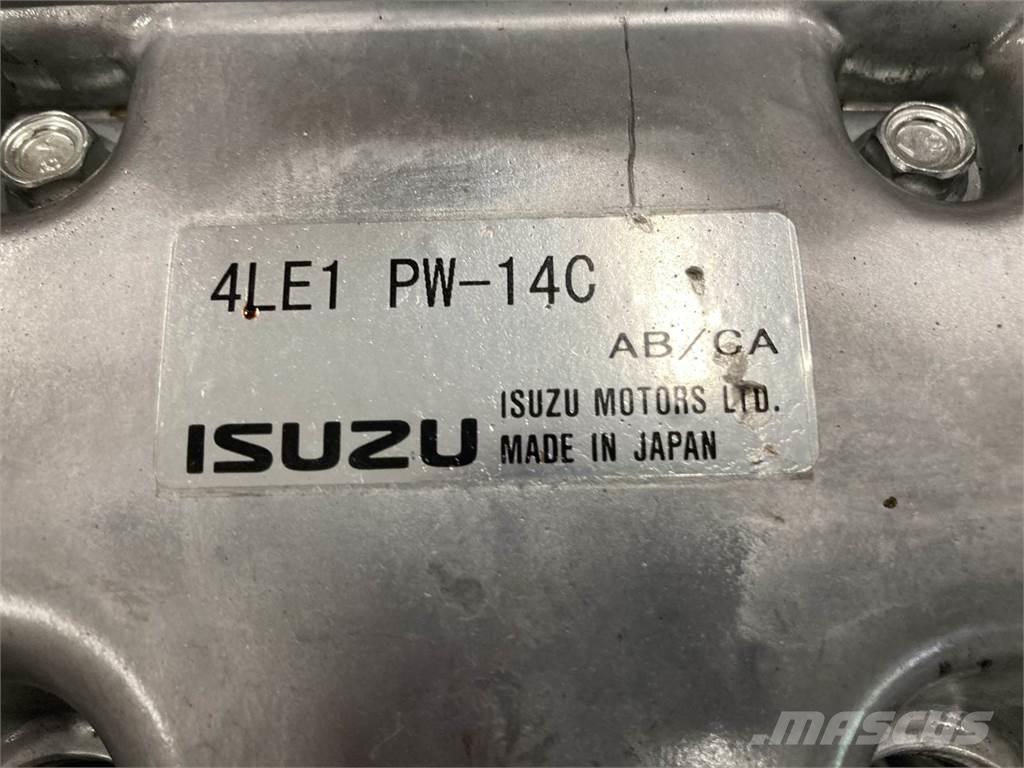 4LE1 PW-14C
AB/CA
ISUZU
ISUZU MOTORS LTD.
MADE IN JAPAN
MASCUS